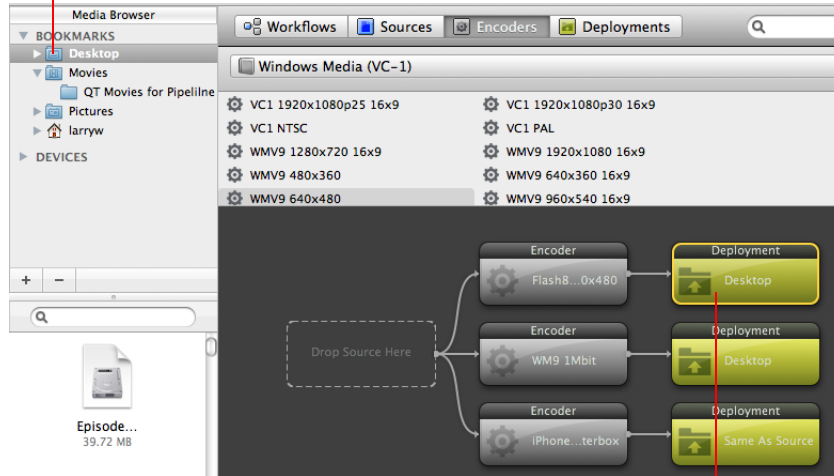 Media Browser
BOOKMARKS
Desktop
Movies
QT Movies for Pipelilne
Pictures
larryw
DEVICES
+ −
Episode...
39.72 MB
Workflows Sources Encoders Deployments
Windows Media (VC-1)
VC1 1920x1080p25 16x9 VC1 1920x1080p30 16x9
VC1 NTSC VC1 PAL
WMV9 1280x720 16x9 WMV9 1920x1080 16x9
WMV9 480x360 WMV9 640x360 16x9
WMV9 640x480 WMV9 960x540 16x9
Drop Source Here
Encoder Deployment
Flash8...0x480 Desktop
Encoder Deployment
WM9 1Mbit Desktop
Encoder Deployment
iPhone...terbox Same As Source